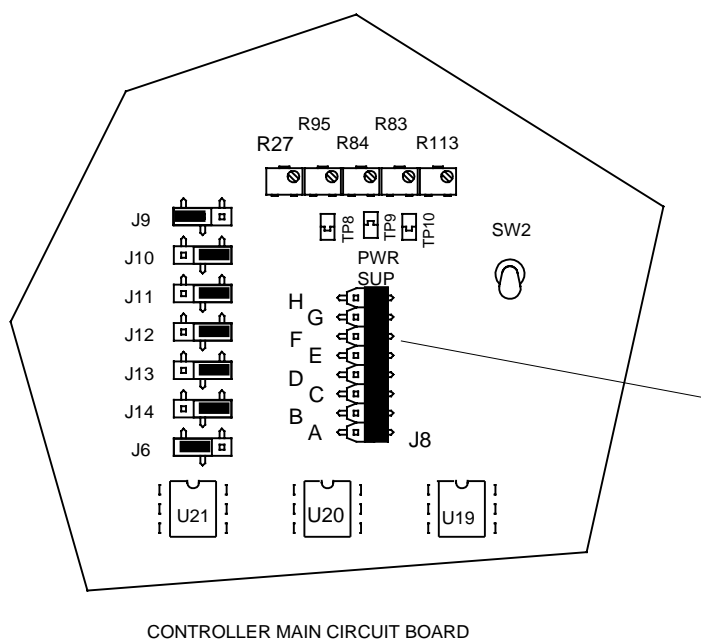 R95 R83
R27 R84 R113
J9
TP8 TP9 TP10
SW2
J10
PWR
SUP
J11
H
G
J12
F
E
J13
D
C
J14
B
A
J8
J6
U21 U20 U19
CONTROLLER MAIN CIRCUIT BOARD